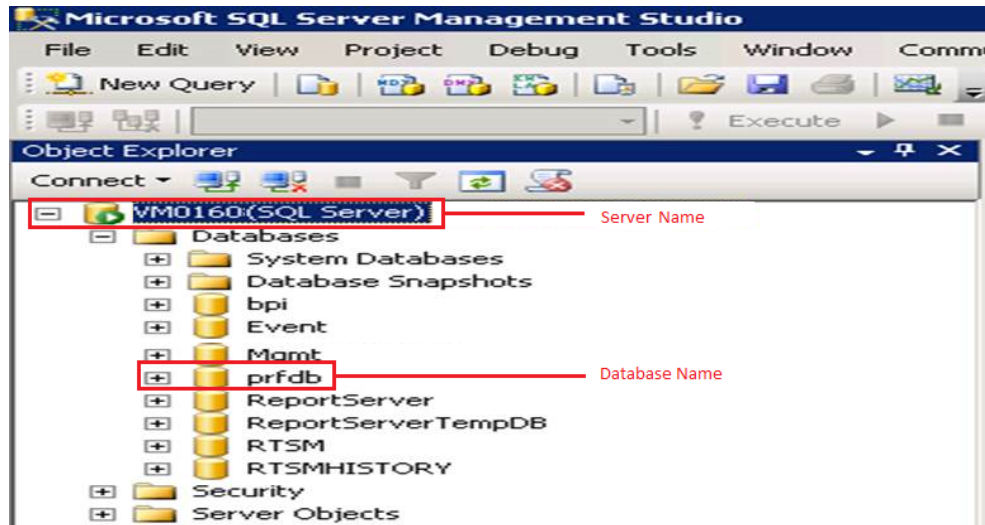 Microsoft SQL Server Management Studio
File Edit View Project Debug Tools Window Comm
New Query
Execute
Object Explorer
Connect
VM0160(SQL Server) Server Name
Databases
System Databases
Database Snapshots
bpi
Event
Mgmt
prfdb Database Name
ReportServer
ReportServerTempDB
RTSM
RTSMHISTORY
Security
Server Objects